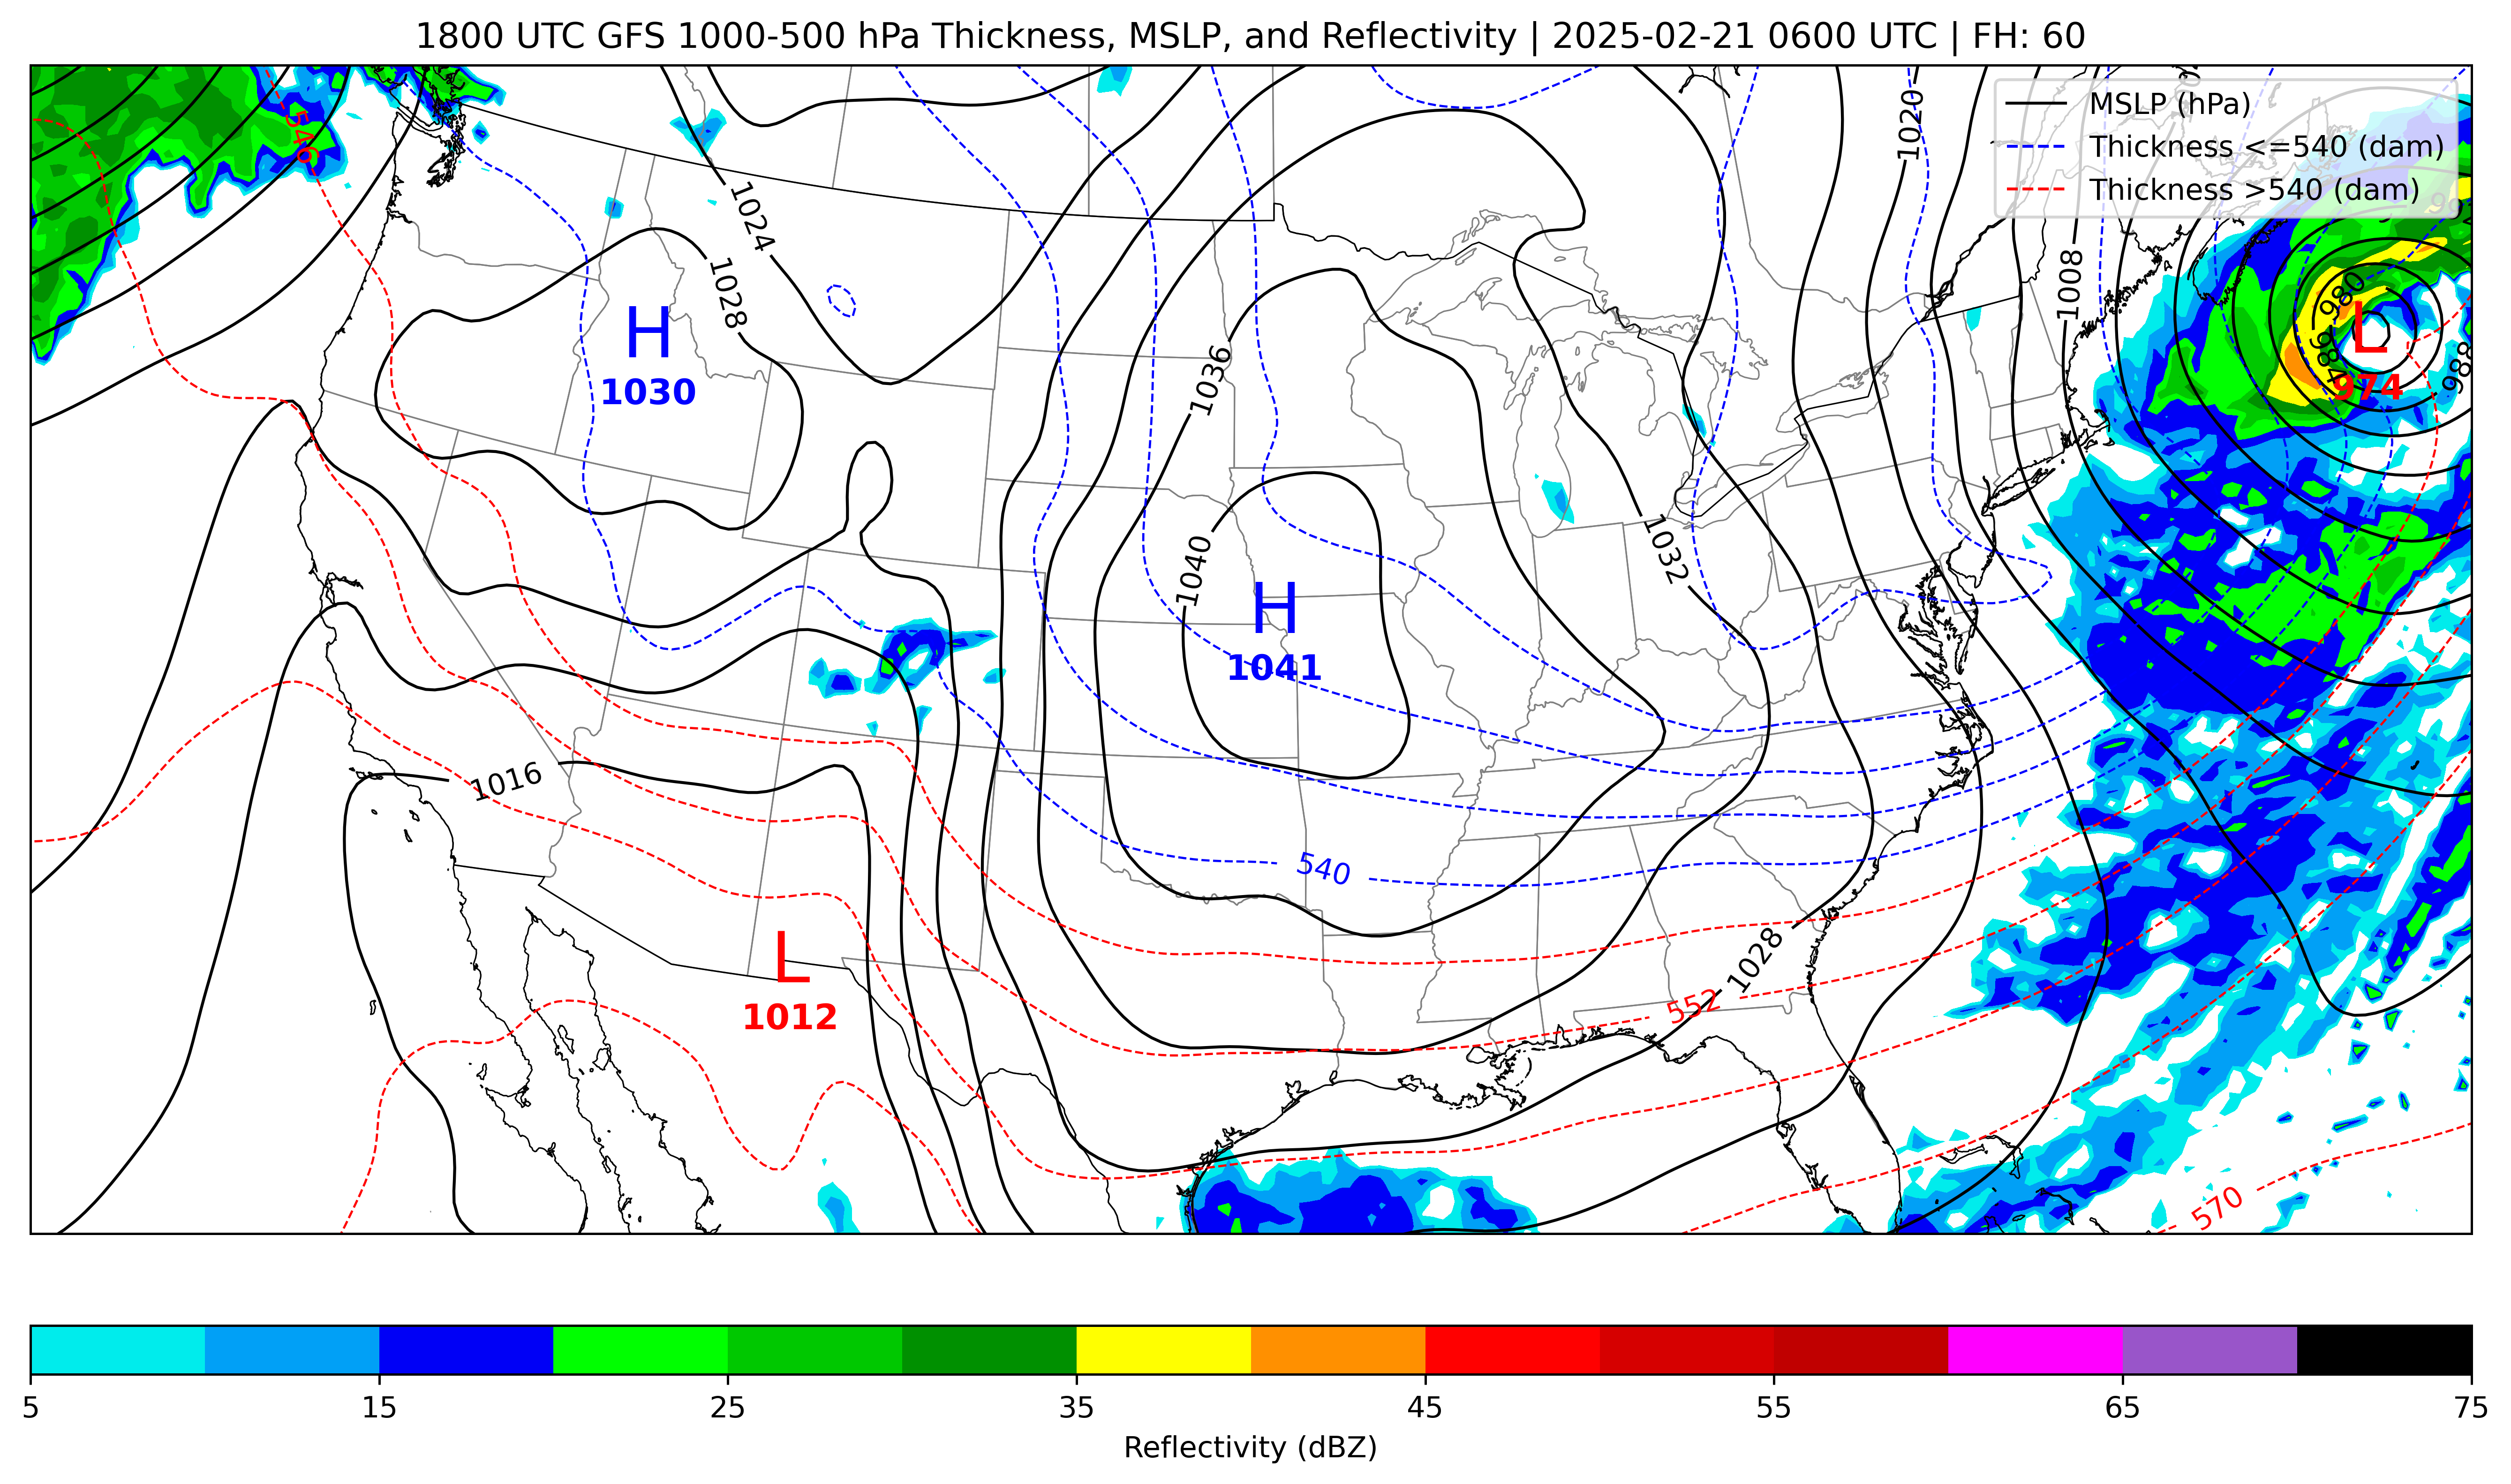 1800 UTC GFS 1000-500 hPa Thickness, MSLP, and Reflectivity | 2025-02-21 0600 UTC | FH: 60
MSLP (hPa)
Thickness <=540 (dam)
Thickness >540 (dam)
1020
546
1024
1028
1008
992
980
986
988
L
974
H
1030
1036
1040
1032
H
1041
1016
540
1028
552
L
1012
570
5 15 25 35 45 55 65 75
Reflectivity (dBZ)